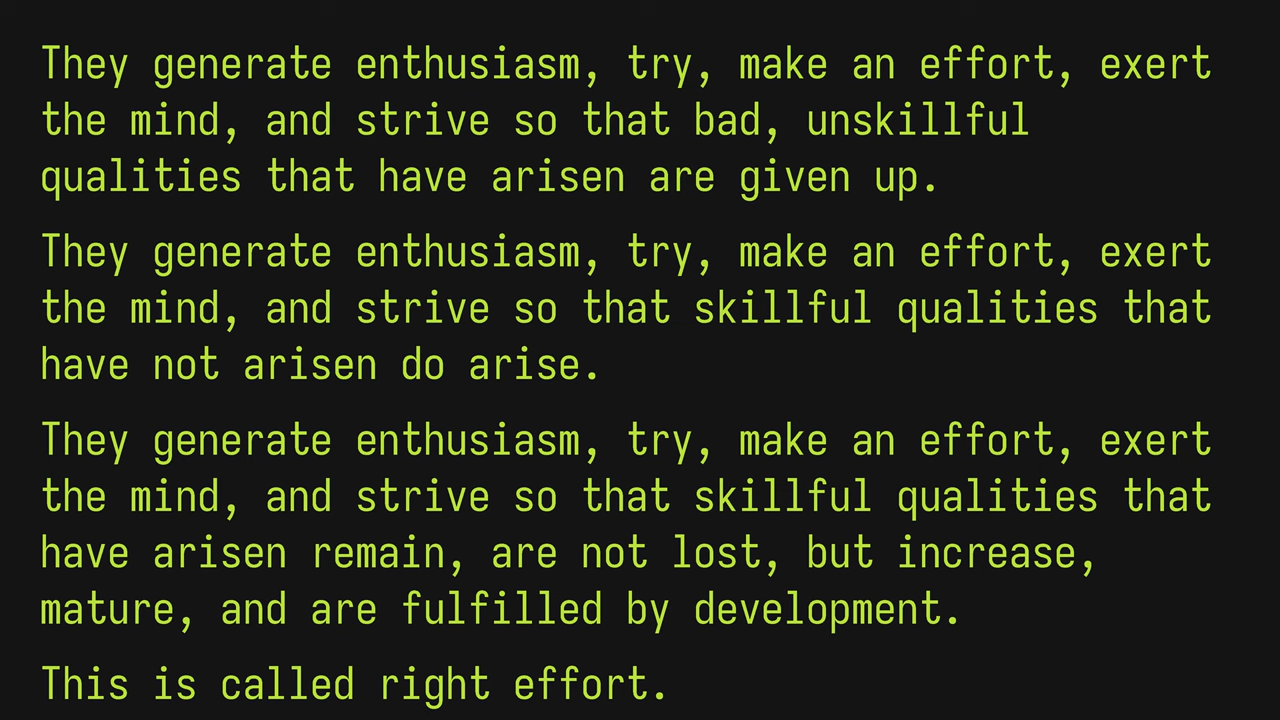 They generate enthusiasm, try, make an effort, exert
the mind, and strive so that bad, unskillful
qualities that have arisen are given up.
They generate enthusiasm, try, make an effort, exert
the mind, and strive so that skillful qualities that
have not arisen do arise.
They generate enthusiasm, try, make an effort, exert
the mind, and strive so that skillful qualities that
have arisen remain, are not lost, but increase,
mature, and are fulfilled by development.
This is called right effort.